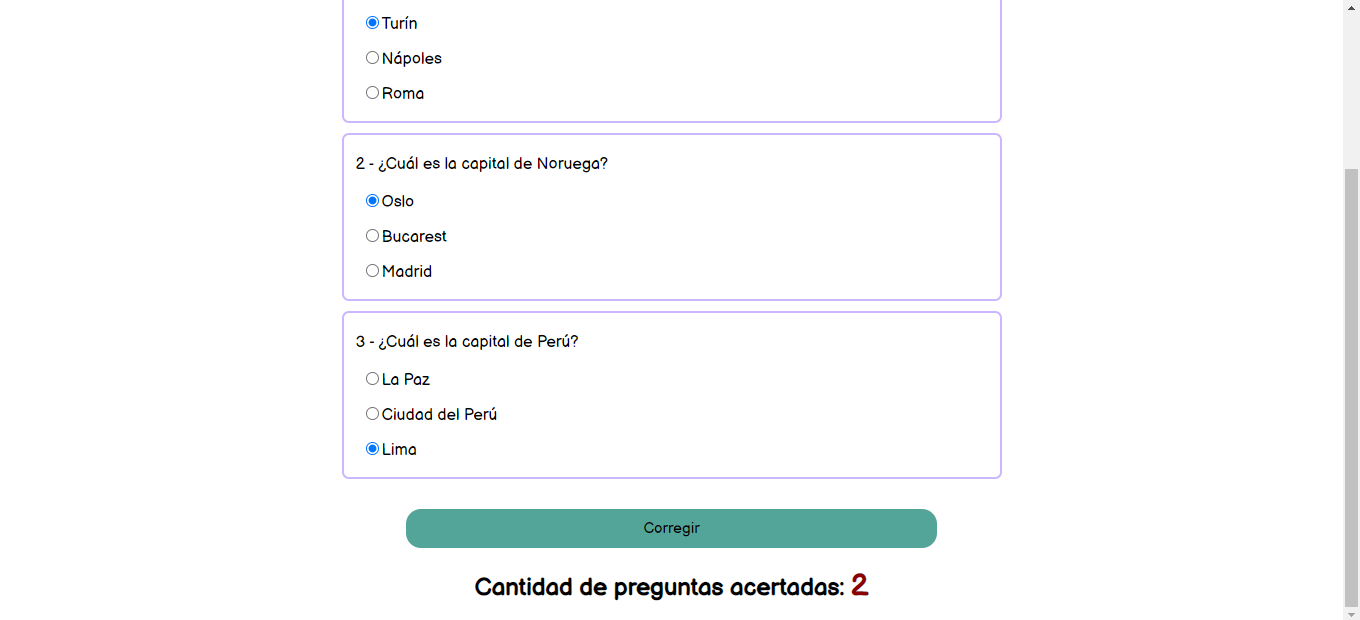 Turín
Nápoles
Roma
2 - ¿Cuál es la capital de Noruega?
Oslo
Bucarest
Madrid
3 - ¿Cuál es la capital de Perú?
La Paz
Ciudad del Perú
Lima
Corregir
Cantidad de preguntas acertadas: 2